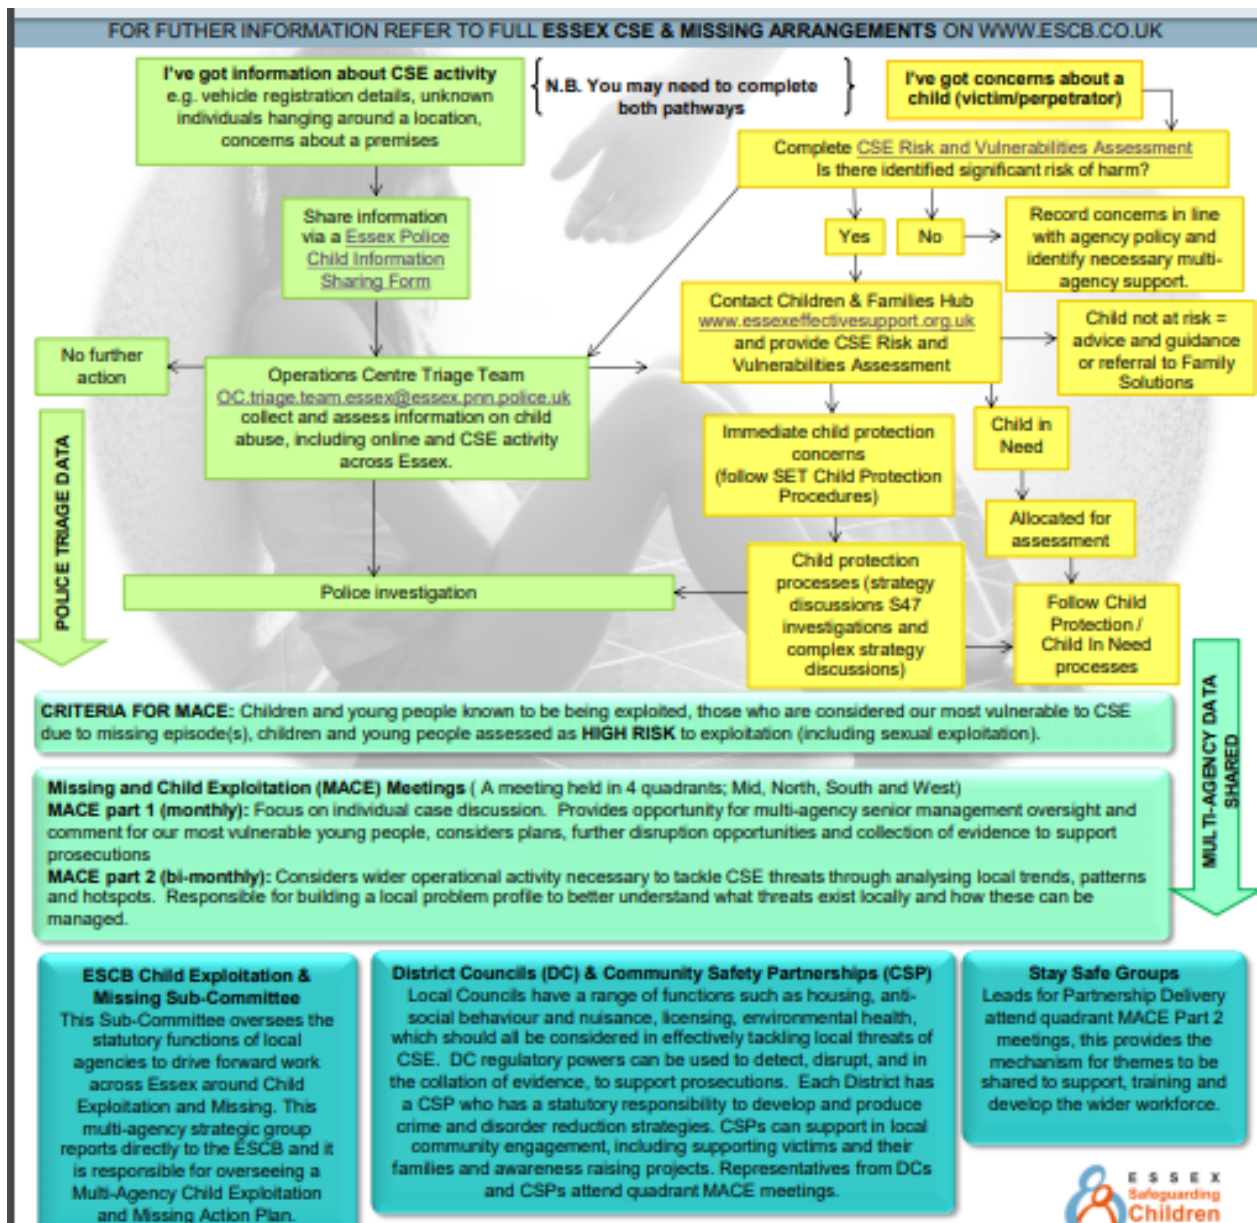 FOR FUTHER INFORMATION REFER TO FULL ESSEX CSE & MISSING ARRANGEMENTS ON WWW.ESCB.CO.UK
I've got information about CSE activity
e.g. vehicle registration details, unknown
individuals hanging around a location,
concerns about a premises
N.B. You may need to complete
both pathways
I've got concerns about a
child (victim/perpetrator)
Complete CSE Risk and Vulnerabilities Assessment
Is there identified significant risk of harm?
Share information
via a Essex Police
Child Information
Sharing Form
Yes
No
Record concerns in line
with agency policy and
identify necessary multi-
agency support.
Contact Children & Families Hub
www.essexeffectivesupport.org.uk
and provide CSE Risk and
Vulnerabilities Assessment
Child not at risk =
advice and guidance
or referral to Family
Solutions
No further
action
Operations Centre Triage Team
OC.triage.team.essex@essex.pnn.police.uk
collect and assess information on child
abuse, including online and CSE activity
across Essex.
Immediate child protection
concerns
(follow SET Child Protection
Procedures)
Child in
Need
Allocated for
assessment
POLICE TRIAGE DATA
Police investigation
Child protection
processes (strategy
discussions S47
investigations and
complex strategy
discussions)
Follow Child
Protection /
Child In Need
processes
MULTI-AGENCY DATA
SHARED
CRITERIA FOR MACE: Children and young people known to be being exploited, those who are considered our most vulnerable to CSE
due to missing episode(s), children and young people assessed as HIGH RISK to exploitation (including sexual exploitation).
Missing and Child Exploitation (MACE) Meetings ( A meeting held in 4 quadrants; Mid, North, South and West)
MACE part 1 (monthly): Focus on individual case discussion. Provides opportunity for multi-agency senior management oversight and
comment for our most vulnerable young people, considers plans, further disruption opportunities and collection of evidence to support
prosecutions
MACE part 2 (bi-monthly): Considers wider operational activity necessary to tackle CSE threats through analysing local trends, patterns
and hotspots. Responsible for building a local problem profile to better understand what threats exist locally and how these can be
managed.
ESCB Child Exploitation &
Missing Sub-Committee
This Sub-Committee oversees the
statutory functions of local
agencies to drive forward work
across Essex around Child
Exploitation and Missing. This
multi-agency strategic group
reports directly to the ESCB and it
is responsible for overseeing a
Multi-Agency Child Exploitation
and Missing Action Plan.
District Councils (DC) & Community Safety Partnerships (CSP)
Local Councils have a range of functions such as housing, anti-
social behaviour and nuisance, licensing, environmental health,
which should all be considered in effectively tackling local threats of
CSE. DC regulatory powers can be used to detect, disrupt, and in
the collation of evidence, to support prosecutions. Each District has
a CSP who has a statutory responsibility to develop and produce
crime and disorder reduction strategies. CSPs can support in local
community engagement, including supporting victims and their
families and awareness raising projects. Representatives from DCs
and CSPs attend quadrant MACE meetings.
Stay Safe Groups
Leads for Partnership Delivery
attend quadrant MACE Part 2
meetings, this provides the
mechanism for themes to be
shared to support, training and
develop the wider workforce.
ESSEX
Safeguarding
Children